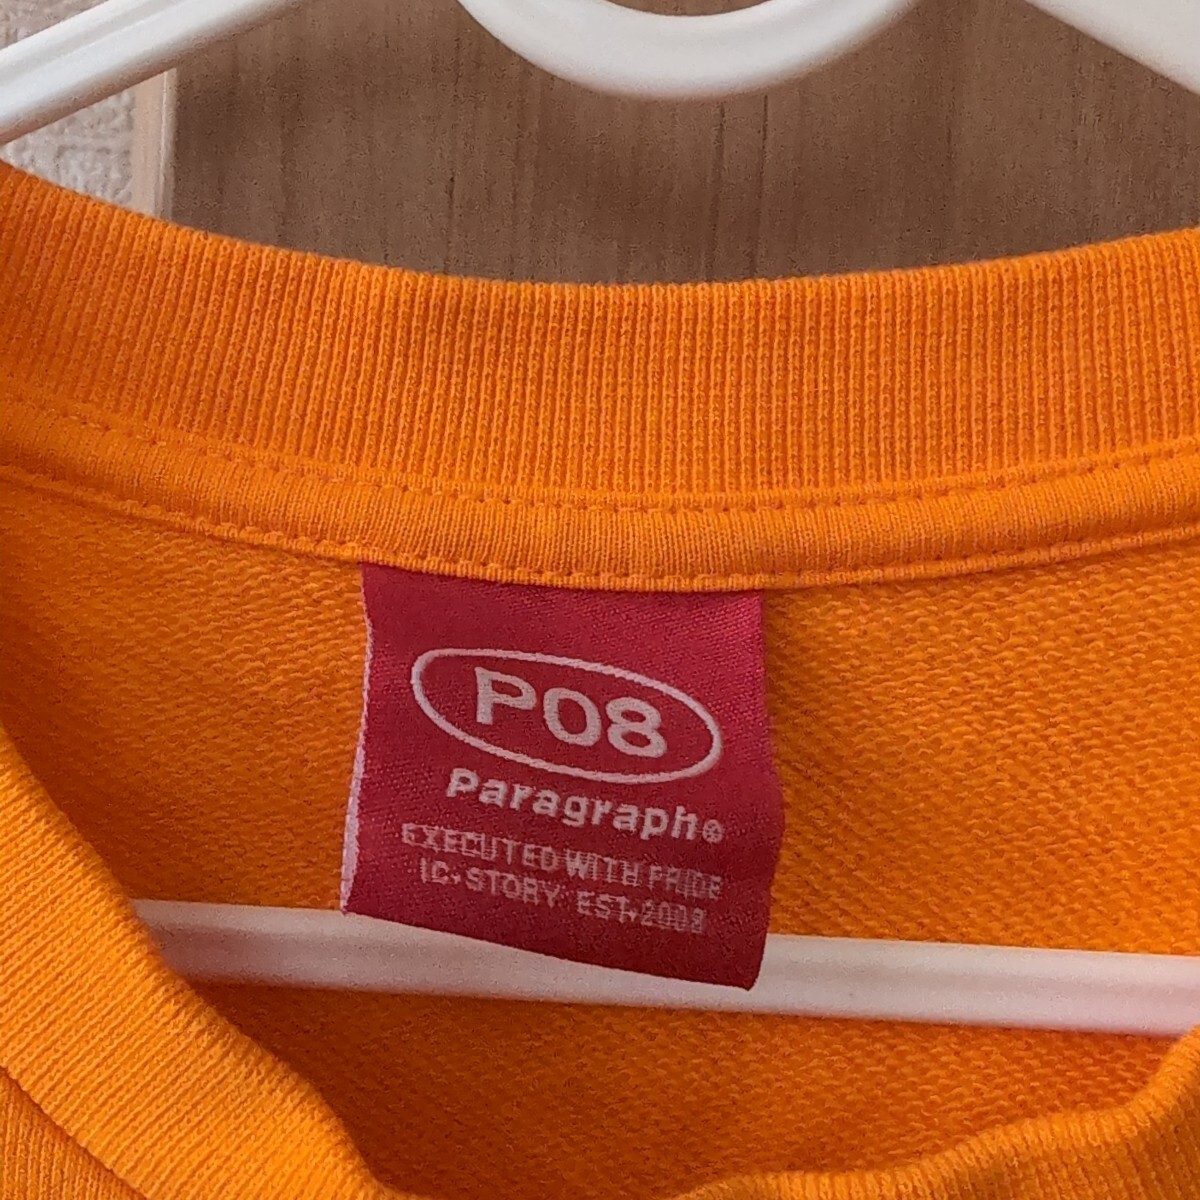 P08
Paragraph®
EXECUTED WITH PRIDE
IC.STORY EST.2008